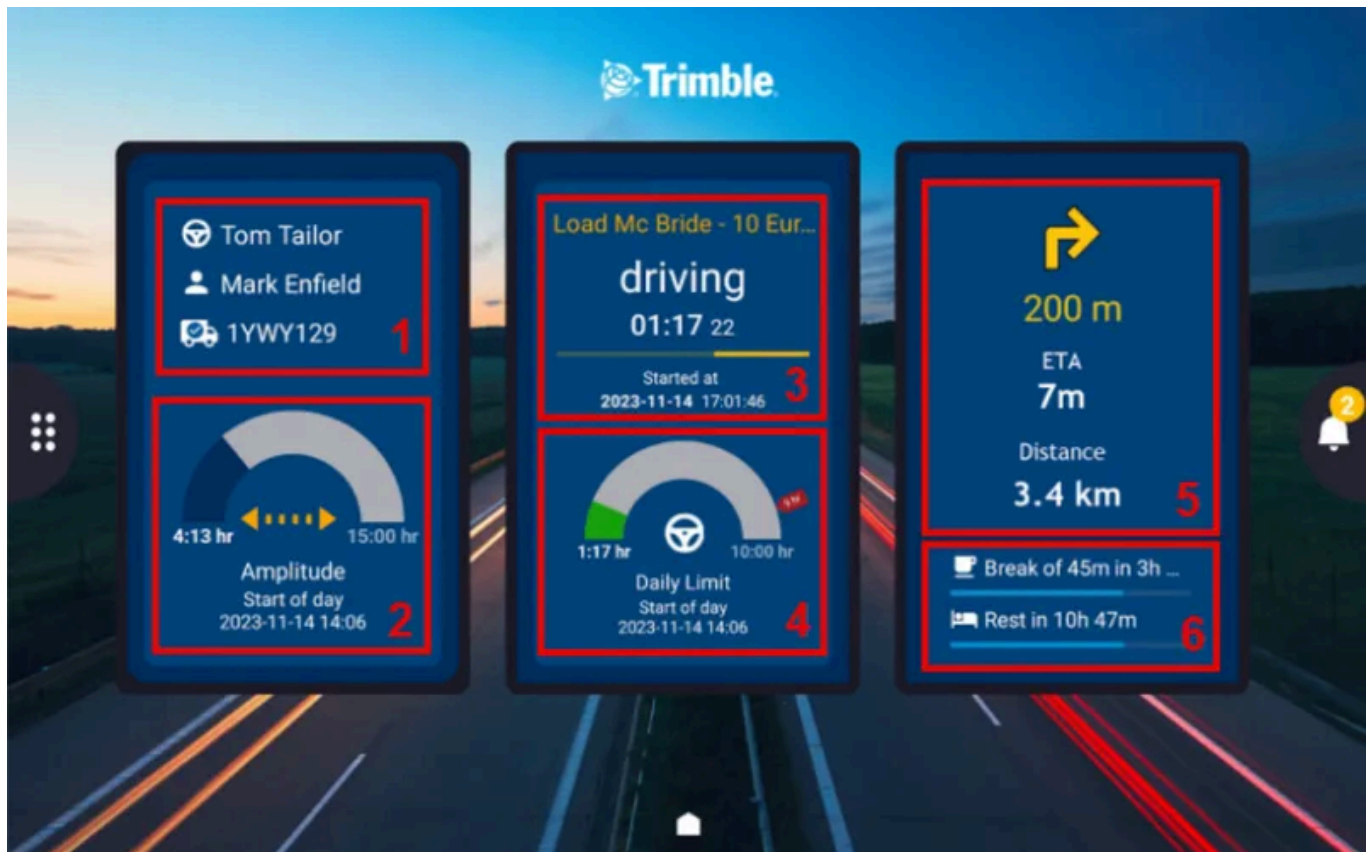 Trimble
Tom Tailor
Mark Enfield
1YWY129
1
4:13 hr
15:00 hr
Amplitude
Start of day
2023-11-14 14:06
2
Load Mc Bride - 10 Eur...
driving
01:17 22
Started at
2023-11-14 17:01:46
3
9 hr
1:17 hr
10:00 hr
Daily Limit
Start of day
2023-11-14 14:06
4
200 m
ETA
7m
Distance
3.4 km
5
Break of 45m in 3h ...
Rest in 10h 47m
6
2